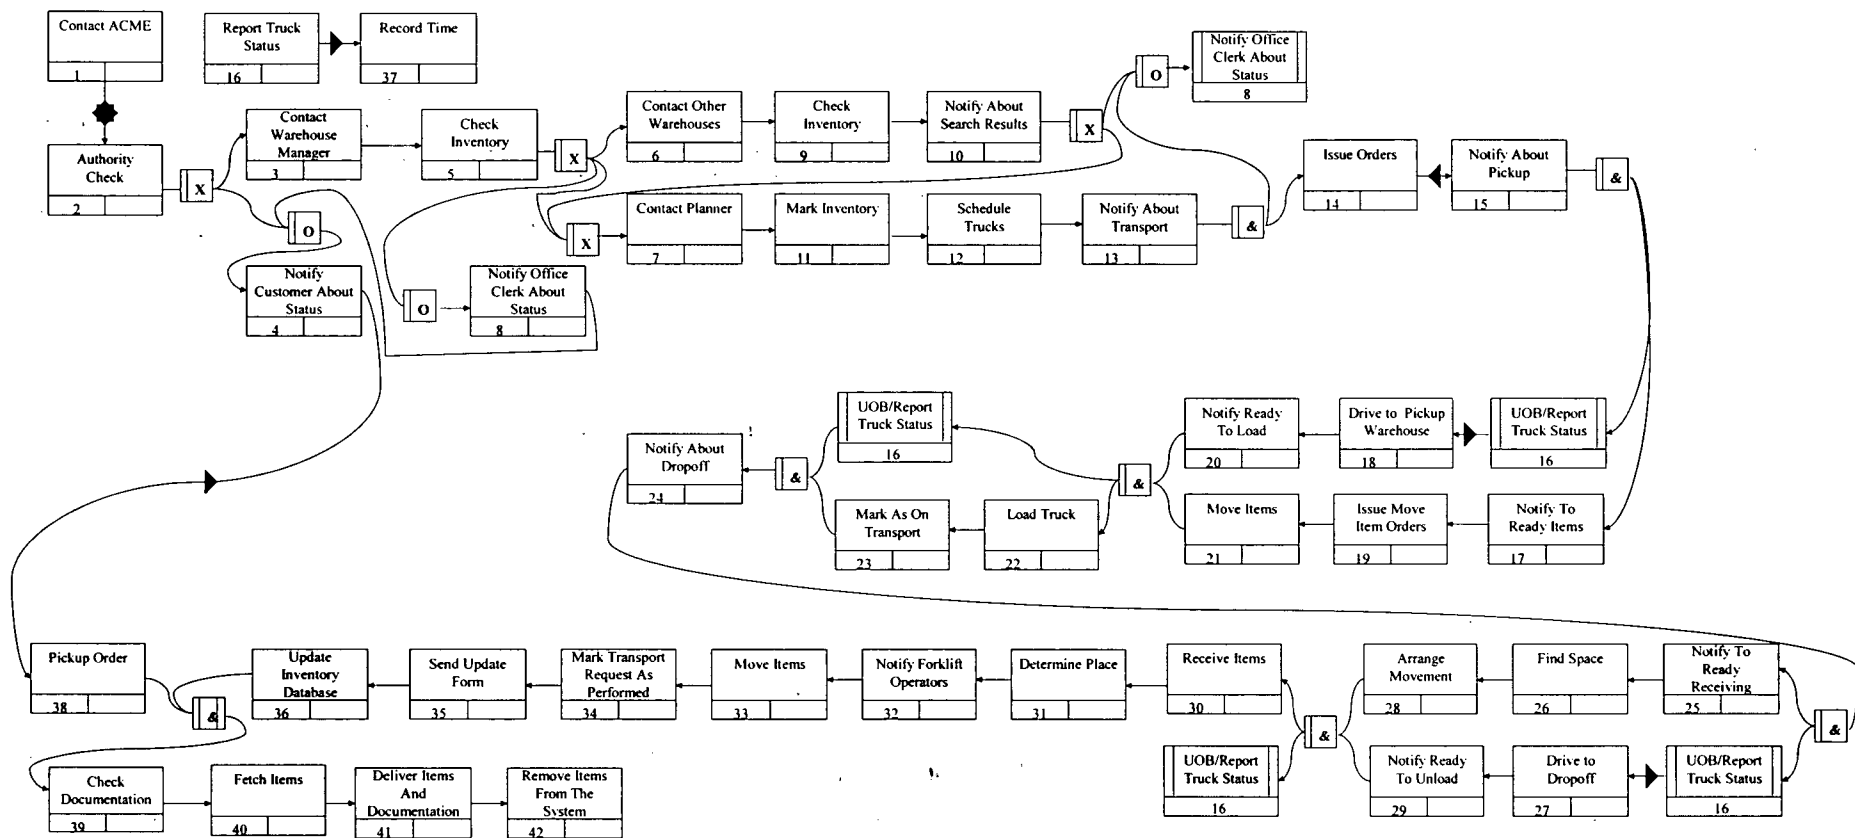 Contact ACME
1
Report Truck
Status
16
Record Time
37
Notify Office
Clerk About
Status
8
O
Authority
Check
2
X
Contact
Warehouse
Manager
3
Check
Inventory
5
X
Contact Other
Warehouses
6
Check
Inventory
9
Notify About
Search Results
10
X
O
Notify
Customer About
Status
4
O
Notify Office
Clerk About
Status
8
X
Contact Planner
7
Mark Inventory
11
Schedule
Trucks
12
Notify About
Transport
13
&
Issue Orders
14
Notify About
Pickup
15
&
Notify About
Dropoff
24
&
UOB/Report
Truck Status
16
&
Notify Ready
To Load
20
Drive to Pickup
Warehouse
18
UOB/Report
Truck Status
16
Mark As On
Transport
23
Load Truck
22
Move Items
21
Issue Move
Item Orders
19
Notify To
Ready Items
17
Pickup Order
38
&
Update
Inventory
Database
36
Send Update
Form
35
Mark Transport
Request As
Performed
34
Move Items
33
Notify Forklift
Operators
32
Determine Place
31
Receive Items
30
&
Arrange
Movement
28
Find Space
26
Notify To
Ready
Receiving
25
&
Check
Documentation
39
Fetch Items
40
Deliver Items
And
Documentation
41
Remove Items
From The
System
42
UOB/Report
Truck Status
16
Notify Ready
To Unload
29
Drive to
Dropoff
27
UOB/Report
Truck Status
16